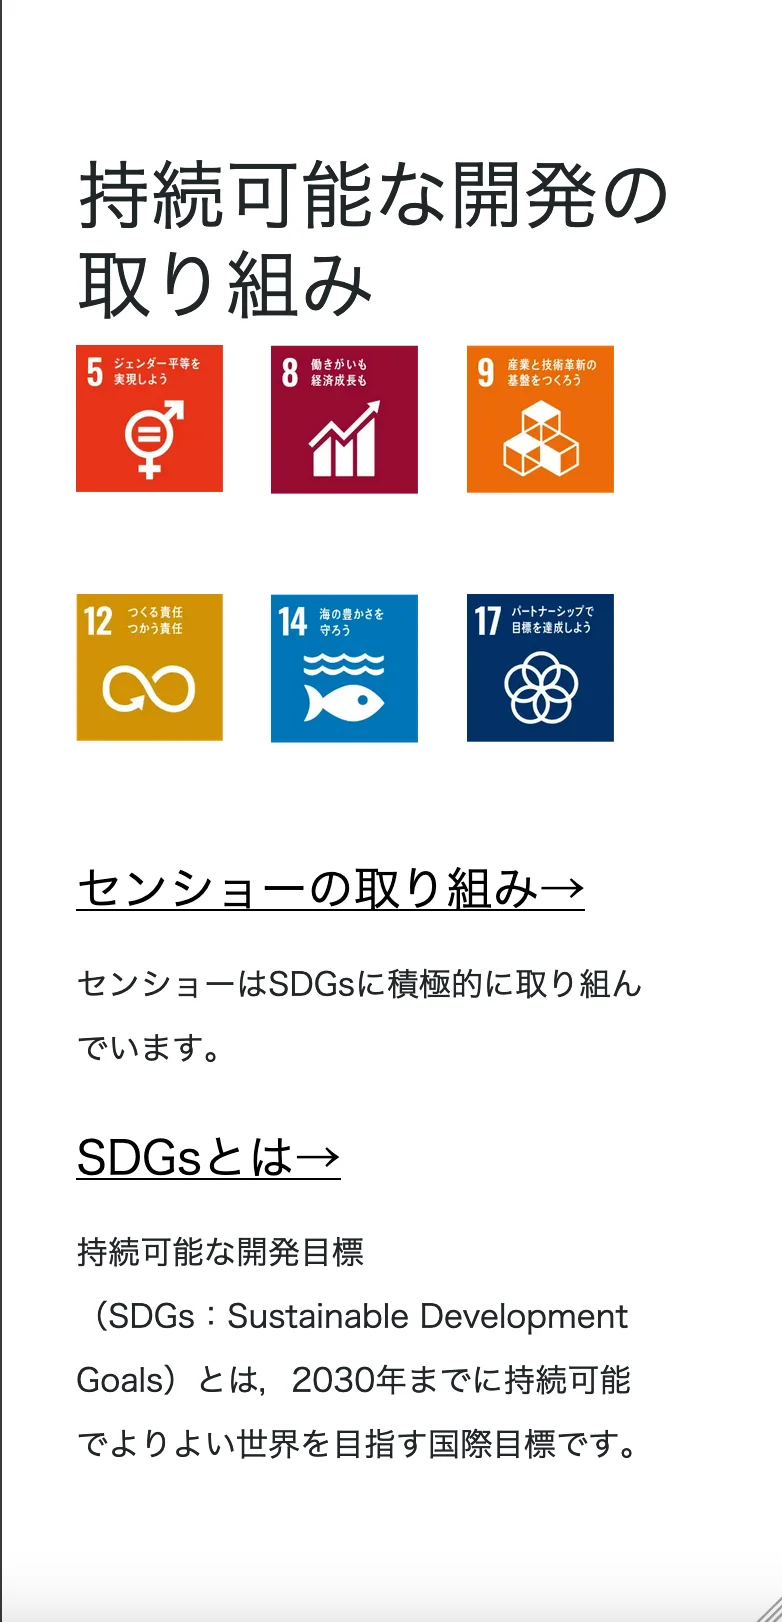 持続可能な開発の
取り組み
5 ジェンダー平等を
実現しよう
8 働きがいも
経済成長も
9 産業と技術革新の
基盤をつくろう
12 つくる責任
つかう責任
14 海の豊かさを
守ろう
17 パートナーシップで
目標を達成しよう
センショーの取り組み→
センショーはSDGsに積極的に取り組ん
でいます。
SDGsとは→
持続可能な開発目標
（SDGs：Sustainable Development
Goals）とは，2030年までに持続可能
でよりよい世界を目指す国際目標です。